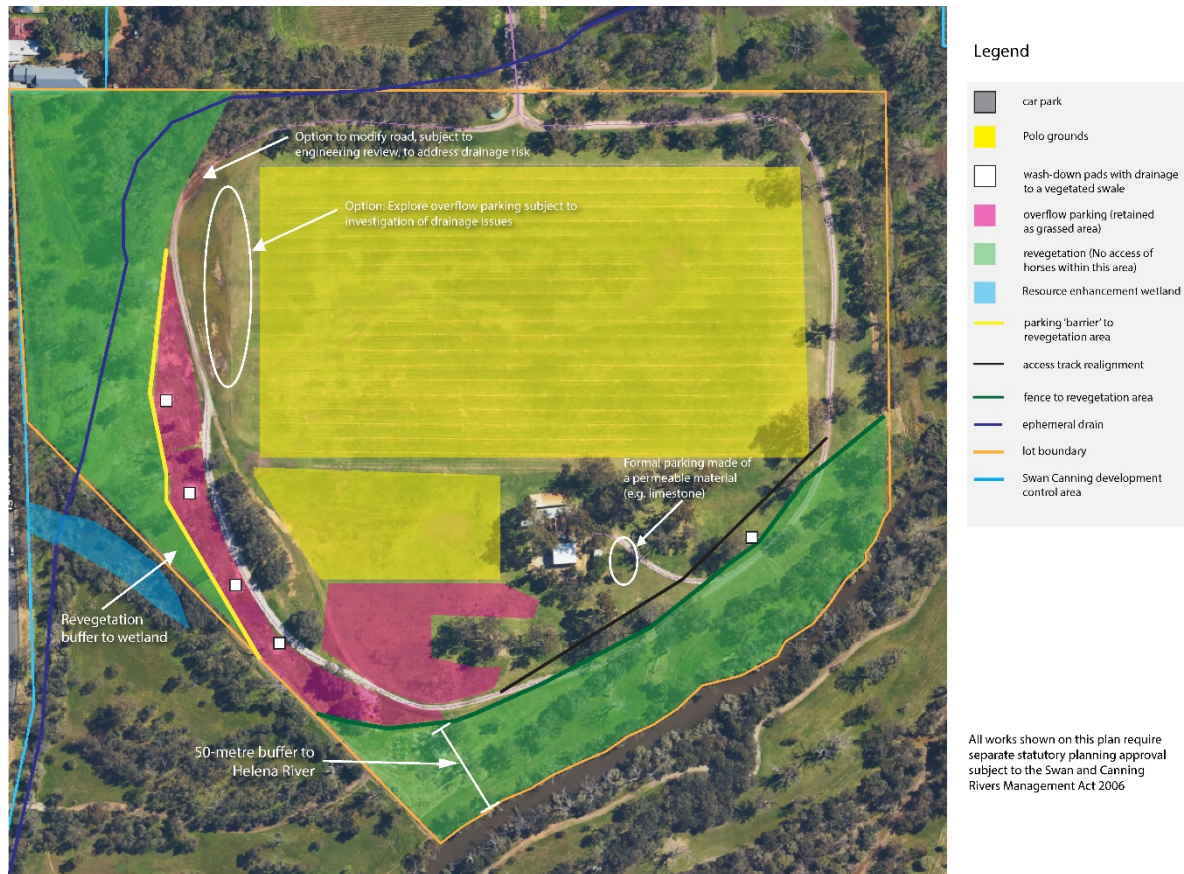 Option to modify road, subject to
engineering review, to address drainage risk
Option: Explore overflow parking subject to
investigation of drainage issues
Formal parking made of
a permeable material
(e.g. limestone)
Revegetation
buffer to wetland
50-metre buffer to
Helena River
Legend
car park
Polo grounds
wash-down pads with drainage
to a vegetated swale
overflow parking (retained
as grassed area)
revegetation (No access of
horses within this area)
Resource enhancement wetland
parking ‘barrier’ to
revegetation area
access track realignment
fence to revegetation area
ephemeral drain
lot boundary
Swan Canning development
control area
All works shown on this plan require
separate statutory planning approval
subject to the Swan and Canning
Rivers Management Act 2006